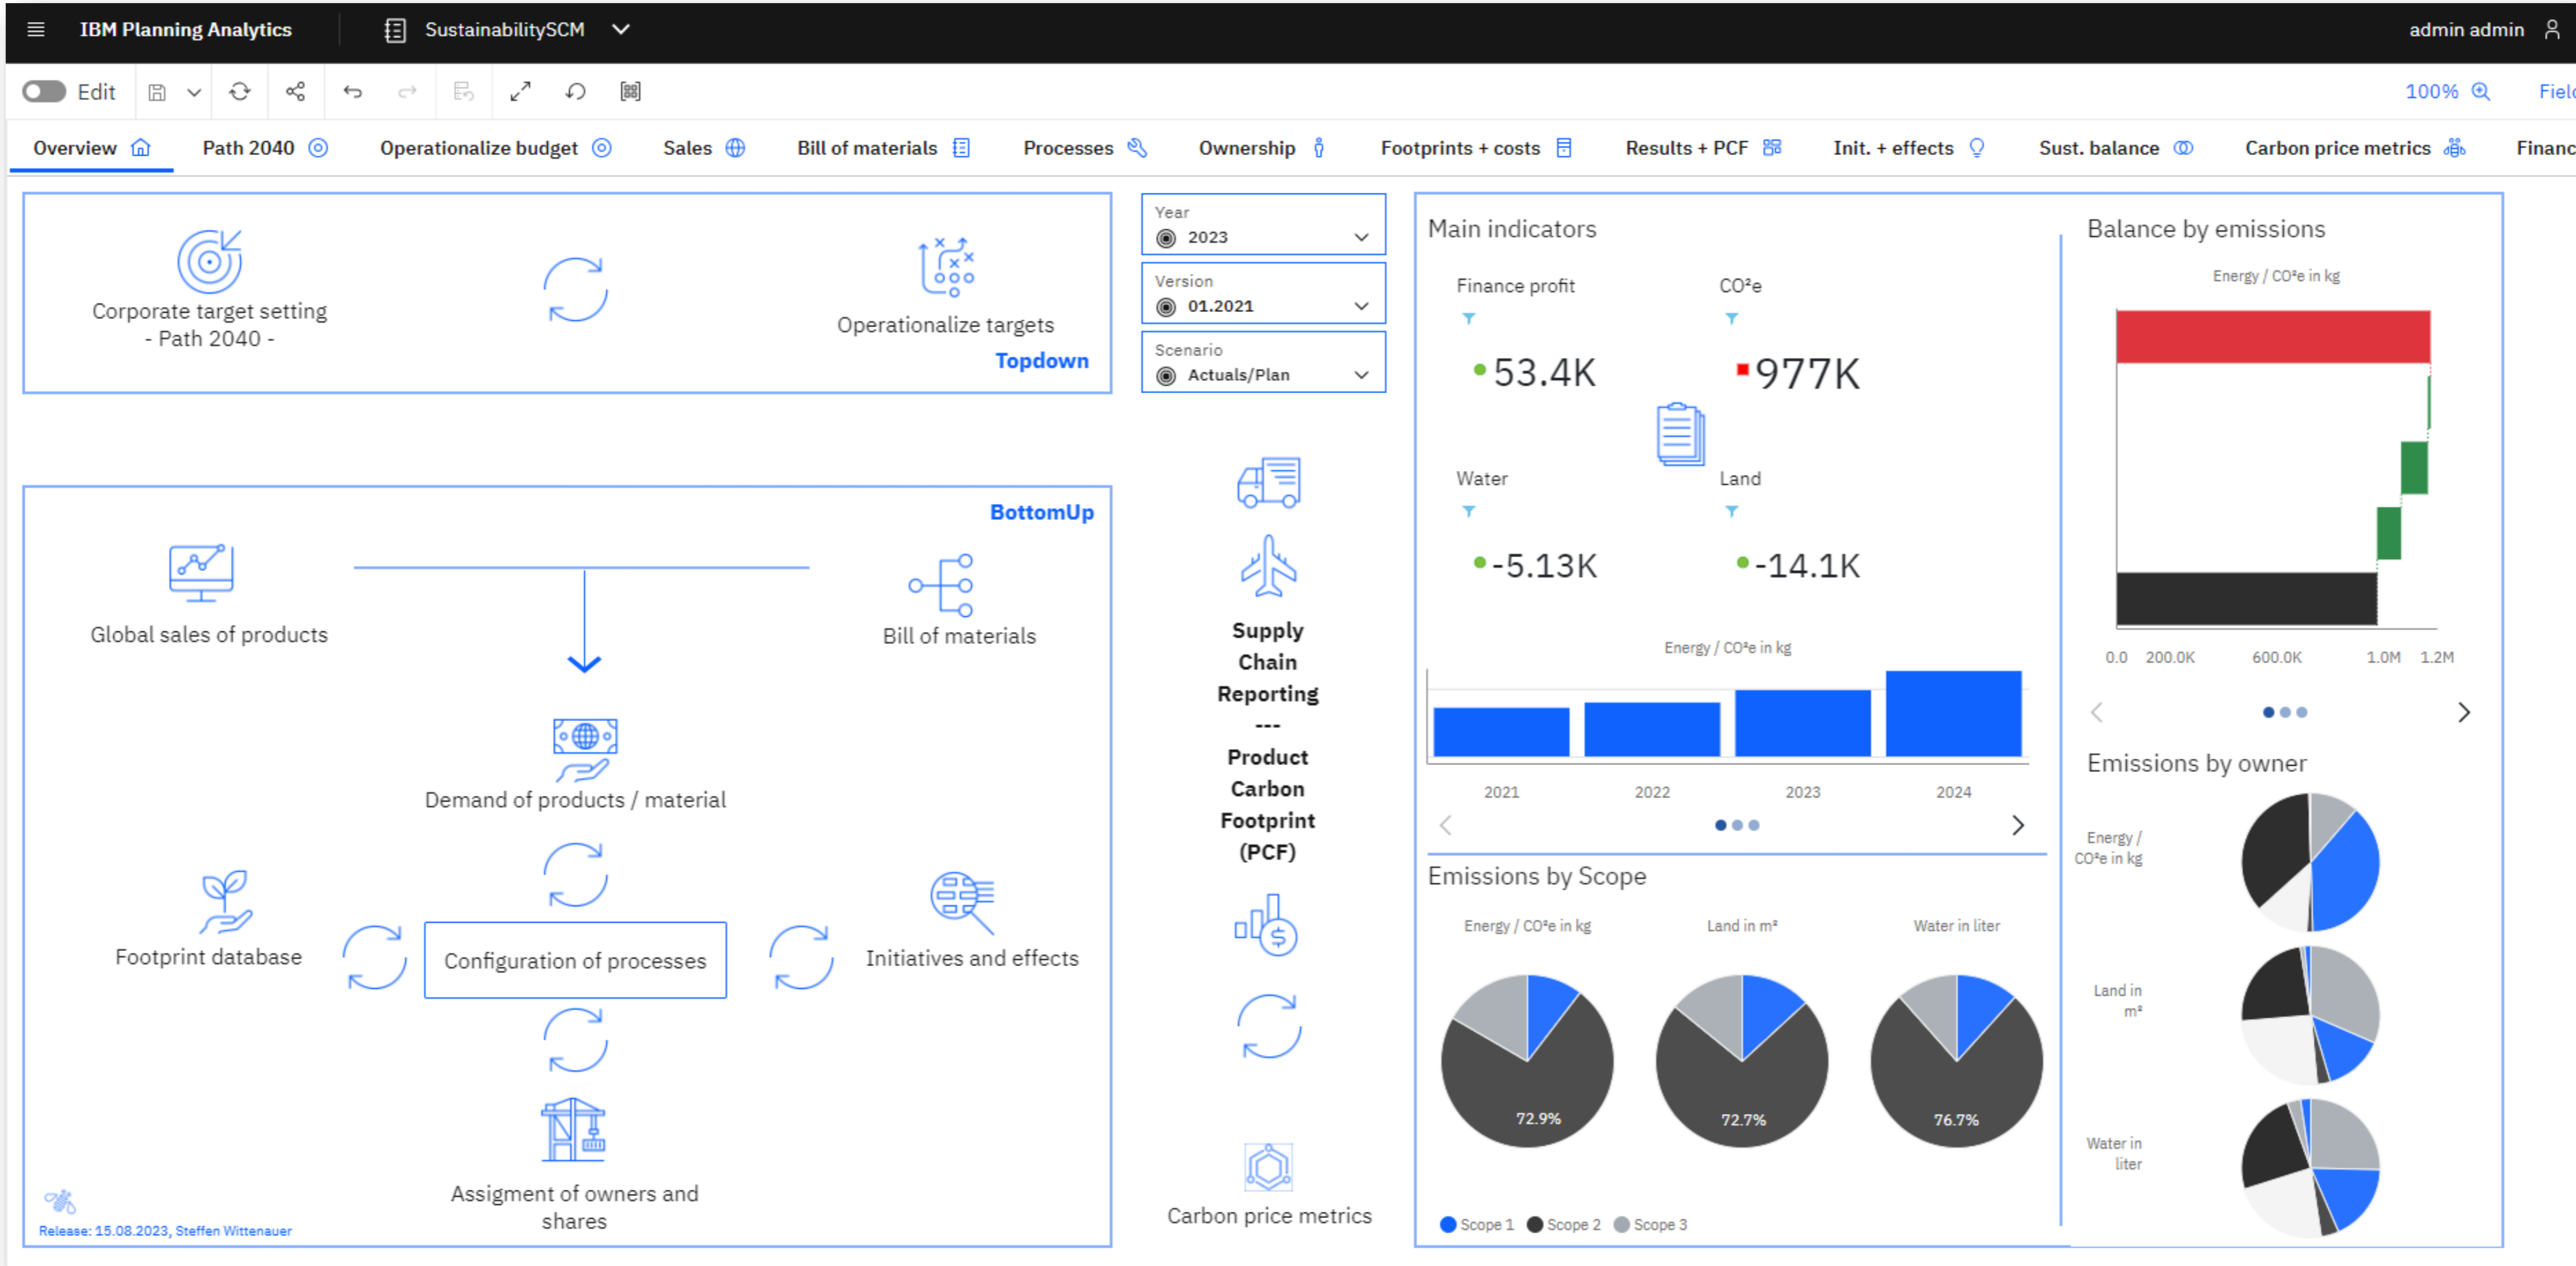 IBM Planning Analytics
SustainabilitySCM
admin admin
Edit
100%
Fiel
Overview
Path 2040
Operationalize budget
Sales
Bill of materials
Processes
Ownership
Footprints + costs
Results + PCF
Init. + effects
Sust. balance
Carbon price metrics
Financ
Corporate target setting
- Path 2040 -
Operationalize targets
Topdown
BottomUp
Global sales of products
Bill of materials
Demand of products / material
Footprint database
Configuration of processes
Initiatives and effects
Assigment of owners and
shares
Release: 15.08.2023, Steffen Wittenauer
Year
2023
Version
01.2021
Scenario
Actuals/Plan
Supply
Chain
Reporting
---
Product
Carbon
Footprint
(PCF)
Carbon price metrics
Main indicators
Finance profit
CO²e
53.4K
977K
Water
Land
-5.13K
-14.1K
Energy / CO²e in kg
2021
2022
2023
2024
Emissions by Scope
Energy / CO²e in kg
Land in m²
Water in liter
72.9%
72.7%
76.7%
Scope 1
Scope 2
Scope 3
Balance by emissions
Energy / CO²e in kg
0.0
200.0K
600.0K
1.0M
1.2M
Emissions by owner
Energy /
CO²e in kg
Land in
m²
Water in
liter